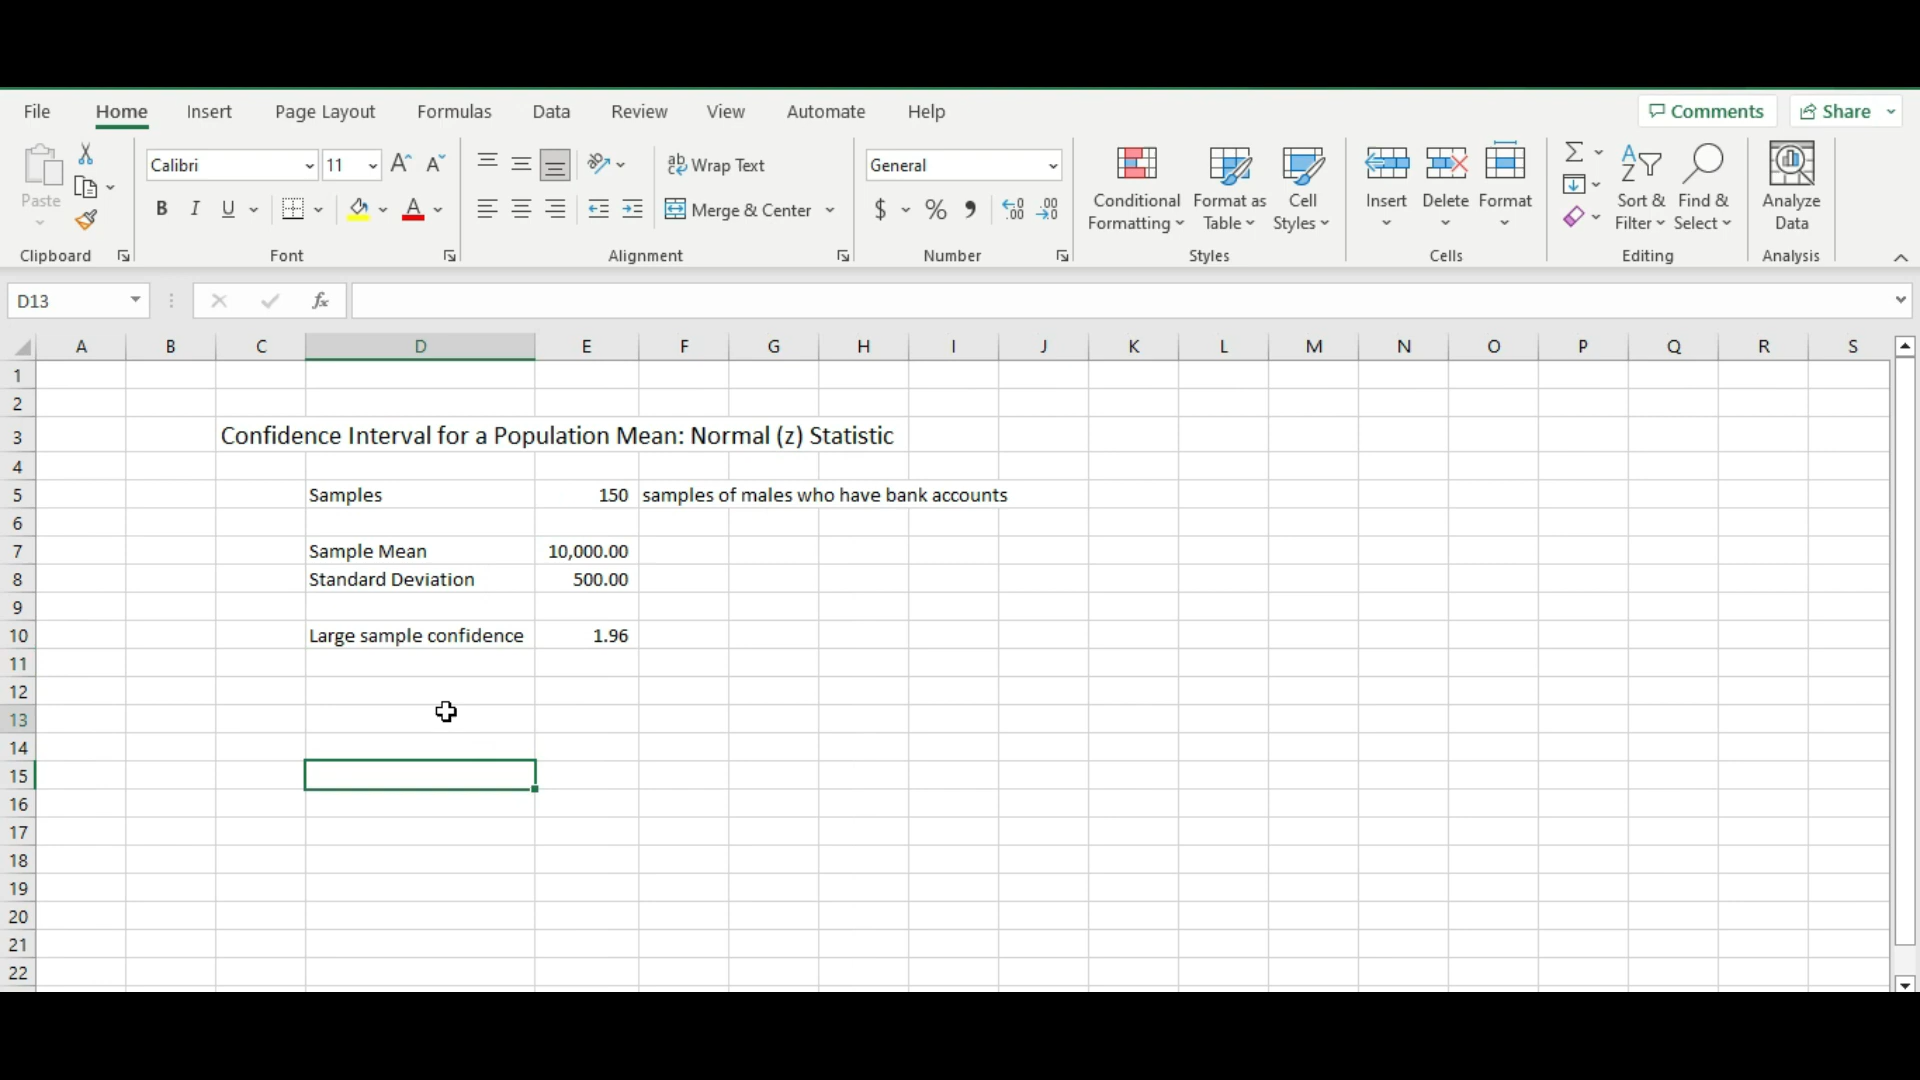 File Home Insert Page Layout Formulas Data Review View Automate Help Comments Share
Paste
Clipboard
Calibri 11
B I U A
Font
ab Wrap Text
Merge & Center
Alignment
General
$ % , .00 .00
Number
Conditional Formatting
Format as Table
Cell Styles
Styles
Insert Delete Format
Cells
Sort & Filter
Find & Select
Editing
Analyze Data
Analysis
D13 fx
A B C D E F G H I J K L M N O P Q R S
1
2
3 Confidence Interval for a Population Mean: Normal (z) Statistic
4
5 Samples 150 samples of males who have bank accounts
6
7 Sample Mean 10,000.00
8 Standard Deviation 500.00
9
10 Large sample confidence 1.96
11
12
13
14
15
16
17
18
19
20
21
22